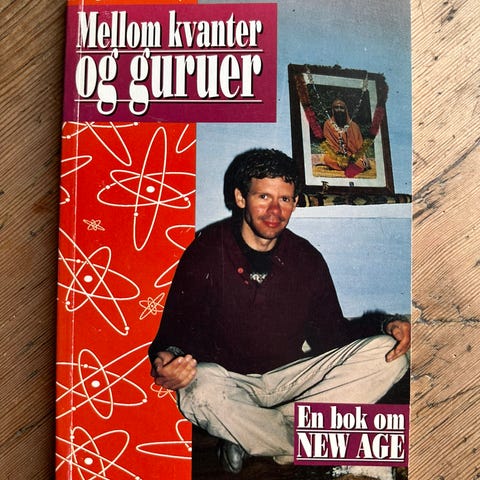 Mellom kvanter
og guruer
En bok om
NEW AGE